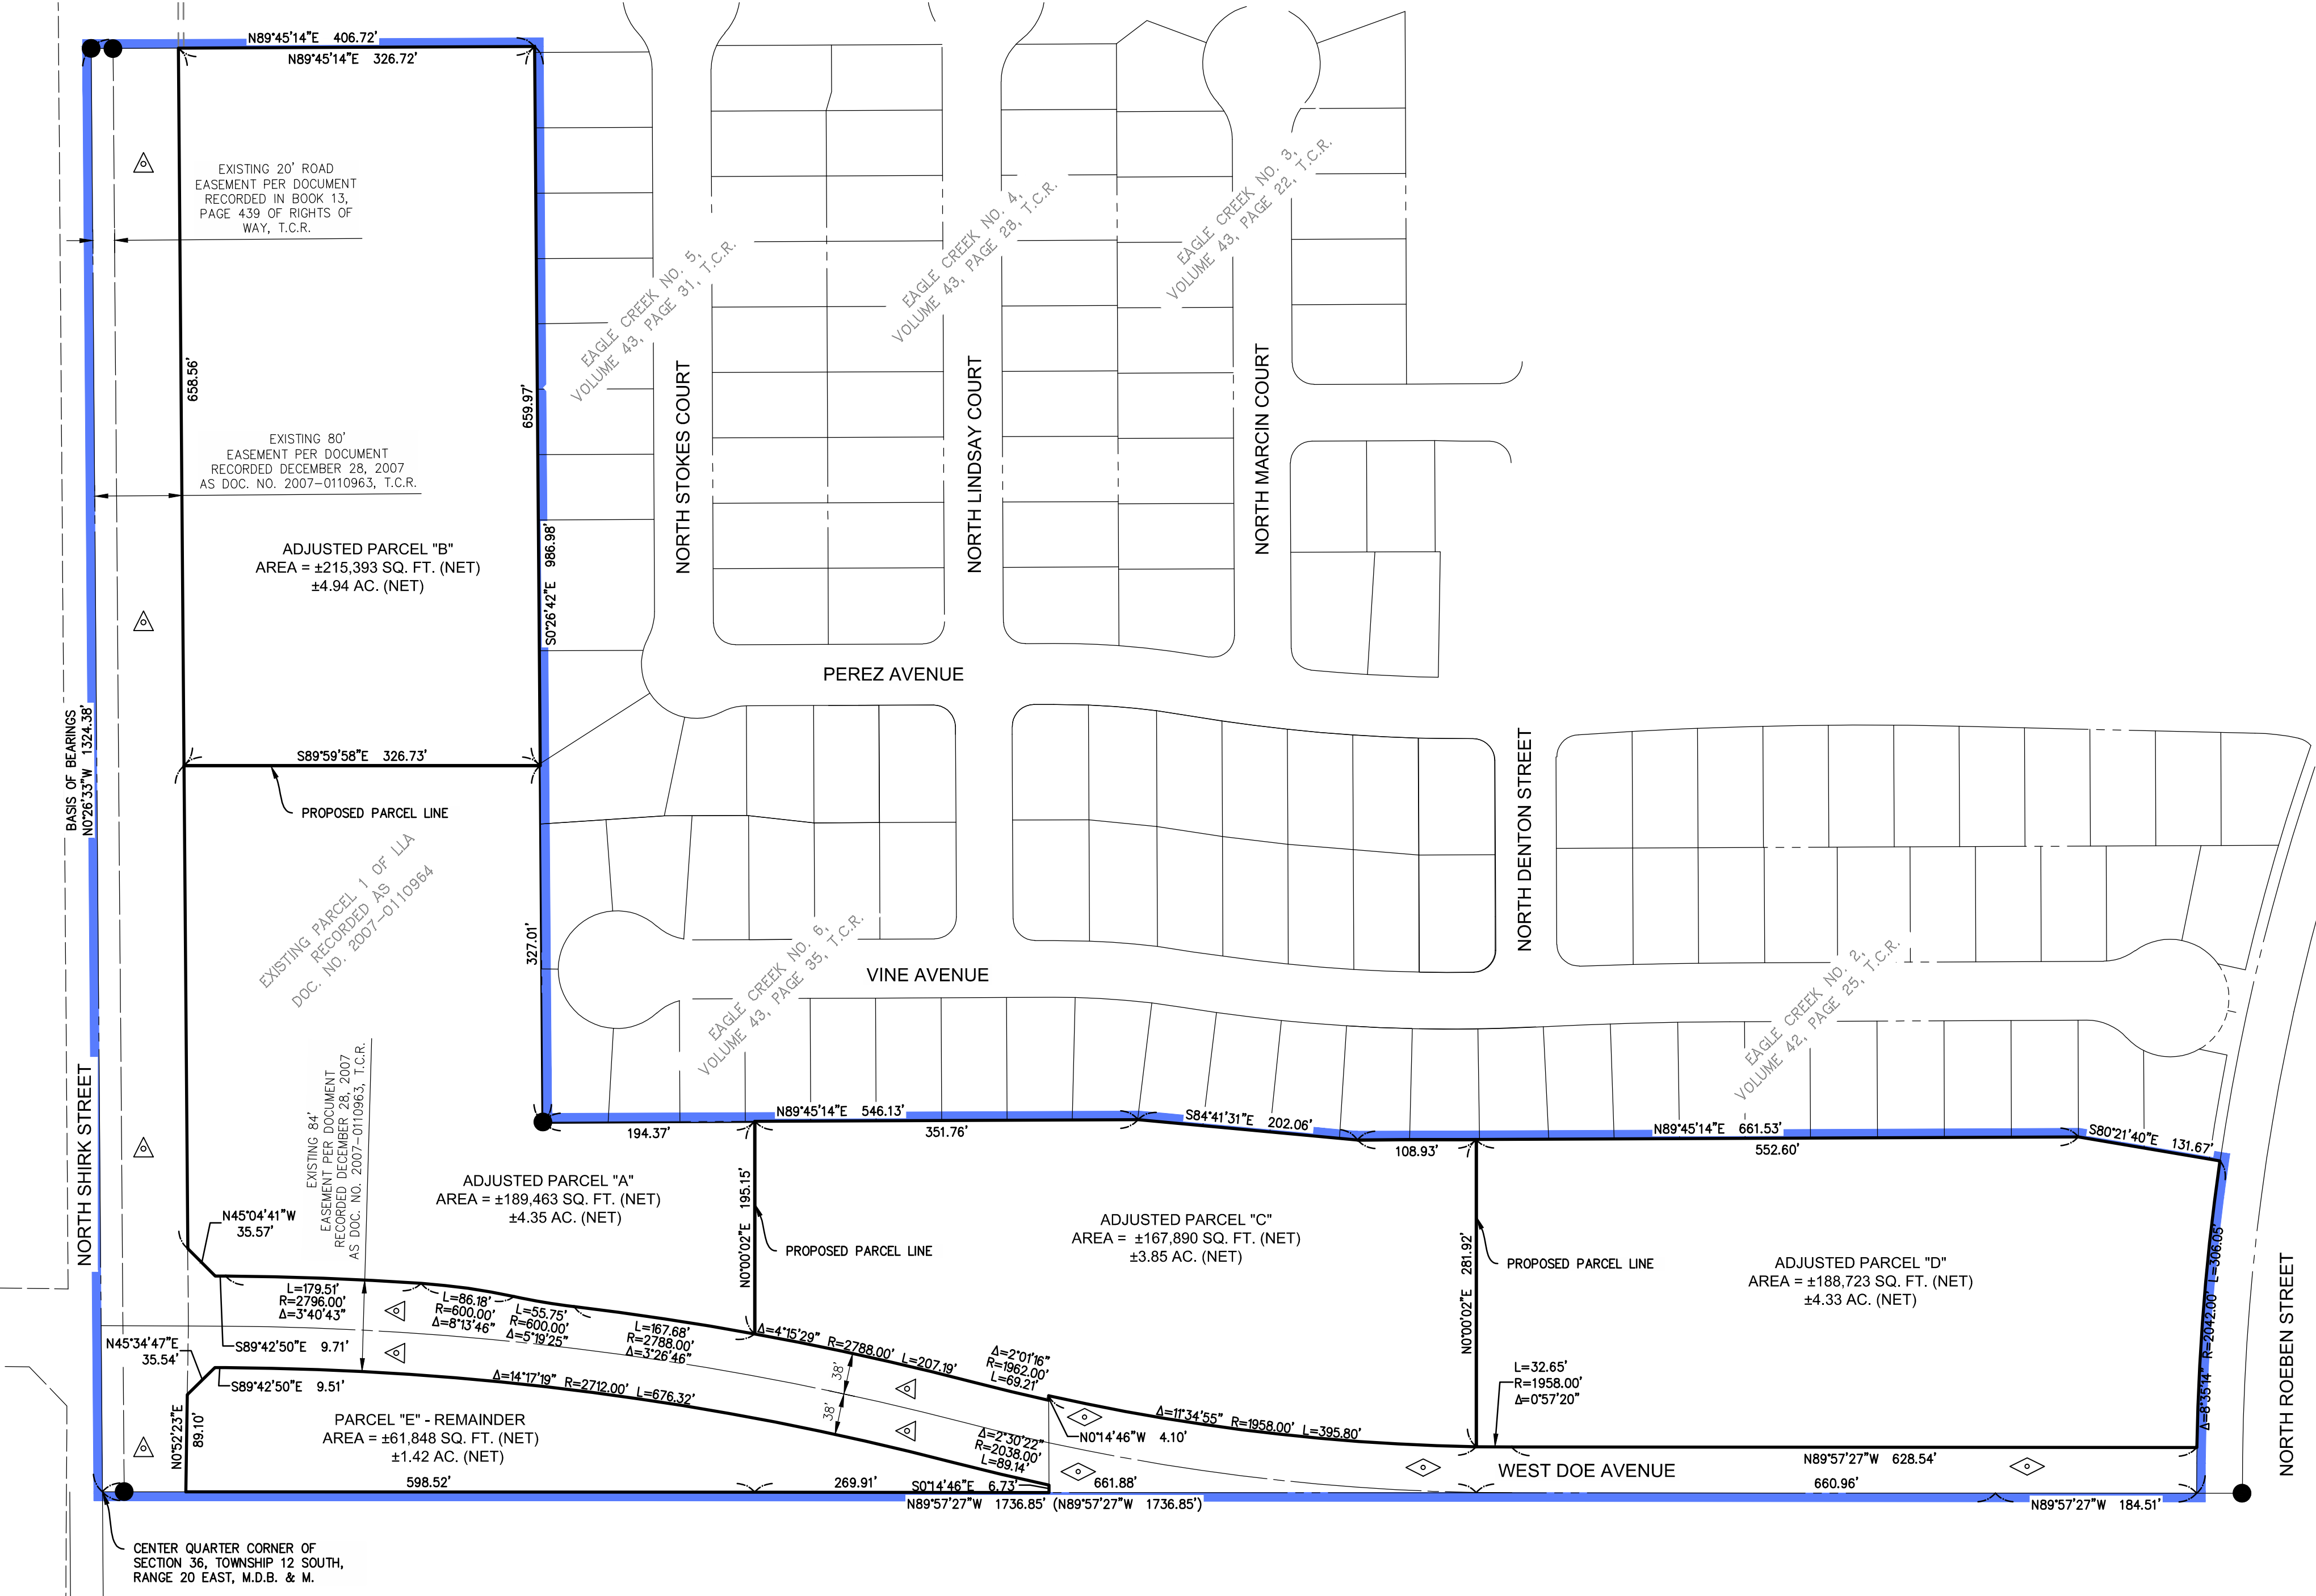 N89°45'14"E 406.72'
N89°45'14"E 326.72'
EXISTING 20' ROAD
EASEMENT PER DOCUMENT
RECORDED IN BOOK 13,
PAGE 439 OF RIGHTS OF
WAY, T.C.R.
658.56'
659.97'
EXISTING 80'
EASEMENT PER DOCUMENT
RECORDED DECEMBER 28, 2007
AS DOC. NO. 2007-0110963, T.C.R.
ADJUSTED PARCEL "B"
AREA = ±215,393 SQ. FT. (NET)
±4.94 AC. (NET)
S0°26'42"E 986.98'
EAGLE CREEK NO. 5,
VOLUME 43, PAGE 31, T.C.R.
EAGLE CREEK NO. 4,
VOLUME 43, PAGE 28, T.C.R.
EAGLE CREEK NO. 3,
VOLUME 43, PAGE 22, T.C.R.
NORTH STOKES COURT
NORTH LINDSAY COURT
NORTH MARCIN COURT
PEREZ AVENUE
BASIS OF BEARINGS
N0°26'33"W 1324.38'
S89°59'58"E 326.73'
PROPOSED PARCEL LINE
EXISTING PARCEL 1 OF LLA
RECORDED AS
DOC. NO. 2007-0110964
327.01'
NORTH DENTON STREET
VINE AVENUE
EAGLE CREEK NO. 6,
VOLUME 43, PAGE 35, T.C.R.
EAGLE CREEK NO. 2,
VOLUME 42, PAGE 25, T.C.R.
NORTH SHIRK STREET
EXISTING 84'
EASEMENT PER DOCUMENT
RECORDED DECEMBER 28, 2007
AS DOC. NO. 2007-0110963, T.C.R.
N89°45'14"E 546.13'
194.37'
351.76'
S84°41'31"E 202.06'
108.93'
N89°45'14"E 661.53'
552.60'
S80°21'40"E 131.67'
ADJUSTED PARCEL "A"
AREA = ±189,463 SQ. FT. (NET)
±4.35 AC. (NET)
N0°00'02"E 195.15'
PROPOSED PARCEL LINE
ADJUSTED PARCEL "C"
AREA = ±167,890 SQ. FT. (NET)
±3.85 AC. (NET)
N0°00'02"E 281.92'
PROPOSED PARCEL LINE
ADJUSTED PARCEL "D"
AREA = ±188,723 SQ. FT. (NET)
±4.33 AC. (NET)
Δ=8°35'14" R=2042.00' L=306.05'
NORTH ROEBEN STREET
N45°04'41"W
35.57'
L=179.51'
R=2796.00'
Δ=3°40'43"
L=86.18'
R=600.00'
Δ=8°13'46"
L=55.75'
R=600.00'
Δ=5°19'25"
L=167.68'
R=2788.00'
Δ=3°26'46"
Δ=4°15'29" R=2788.00' L=207.19'
Δ=2°01'16"
R=1962.00'
L=69.21'
L=32.65'
R=1958.00'
Δ=0°57'20"
N45°34'47"E
35.54'
S89°42'50"E 9.71'
S89°42'50"E 9.51'
Δ=14°17'19" R=2712.00' L=676.32'
38'
38'
N0°14'46"W 4.10'
Δ=11°34'55" R=1958.00' L=395.80'
N0°52'23"E
89.10'
PARCEL "E" - REMAINDER
AREA = ±61,848 SQ. FT. (NET)
±1.42 AC. (NET)
Δ=2°30'22"
R=2038.00'
L=89.14'
N89°57'27"W 628.54'
WEST DOE AVENUE
598.52'
269.91'
S0°14'46"E 6.73'
661.88'
660.96'
N89°57'27"W 1736.85' (N89°57'27"W 1736.85')
N89°57'27"W 184.51'
CENTER QUARTER CORNER OF
SECTION 36, TOWNSHIP 12 SOUTH,
RANGE 20 EAST, M.D.B. & M.